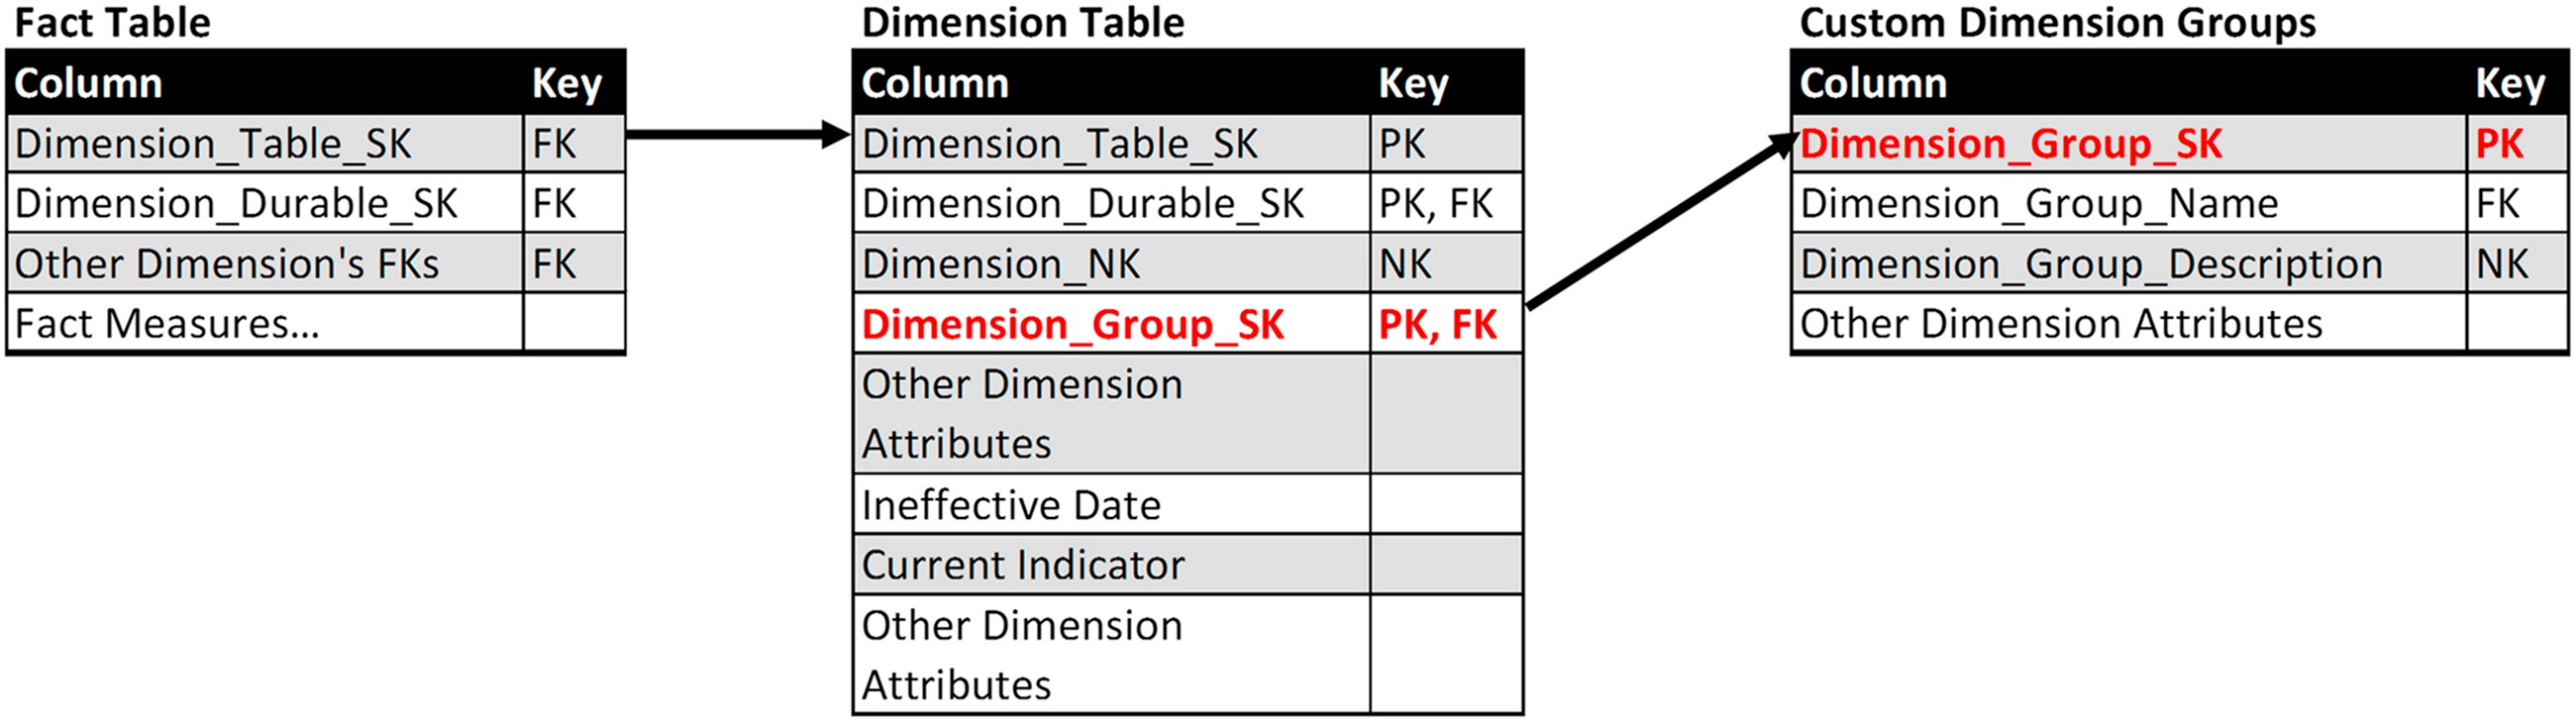 Fact Table
Column Key
Dimension_Table_SK FK
Dimension_Durable_SK FK
Other Dimension's FKs FK
Fact Measures...
Dimension Table
Column Key
Dimension_Table_SK PK
Dimension_Durable_SK PK, FK
Dimension_NK NK
Dimension_Group_SK PK, FK
Other Dimension
Attributes
Ineffective Date
Current Indicator
Other Dimension
Attributes
Custom Dimension Groups
Column Key
Dimension_Group_SK PK
Dimension_Group_Name FK
Dimension_Group_Description NK
Other Dimension Attributes